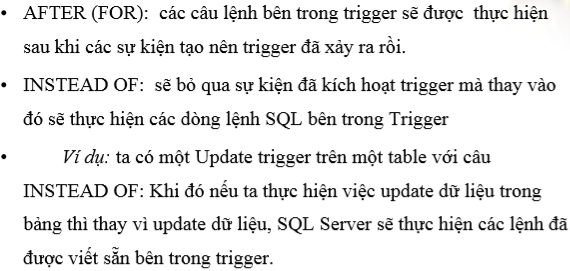 • AFTER (FOR): các câu lệnh bên trong trigger sẽ được thực hiện
sau khi các sự kiện tạo nên trigger đã xảy ra rồi.
• INSTEAD OF: sẽ bỏ qua sự kiện đã kích hoạt trigger mà thay vào
đó sẽ thực hiện các dòng lệnh SQL bên trong Trigger
• Ví dụ: ta có một Update trigger trên một table với câu
INSTEAD OF: Khi đó nếu ta thực hiện việc update dữ liệu trong
bảng thì thay vì update dữ liệu, SQL Server sẽ thực hiện các lệnh đã
được viết sẵn bên trong trigger.